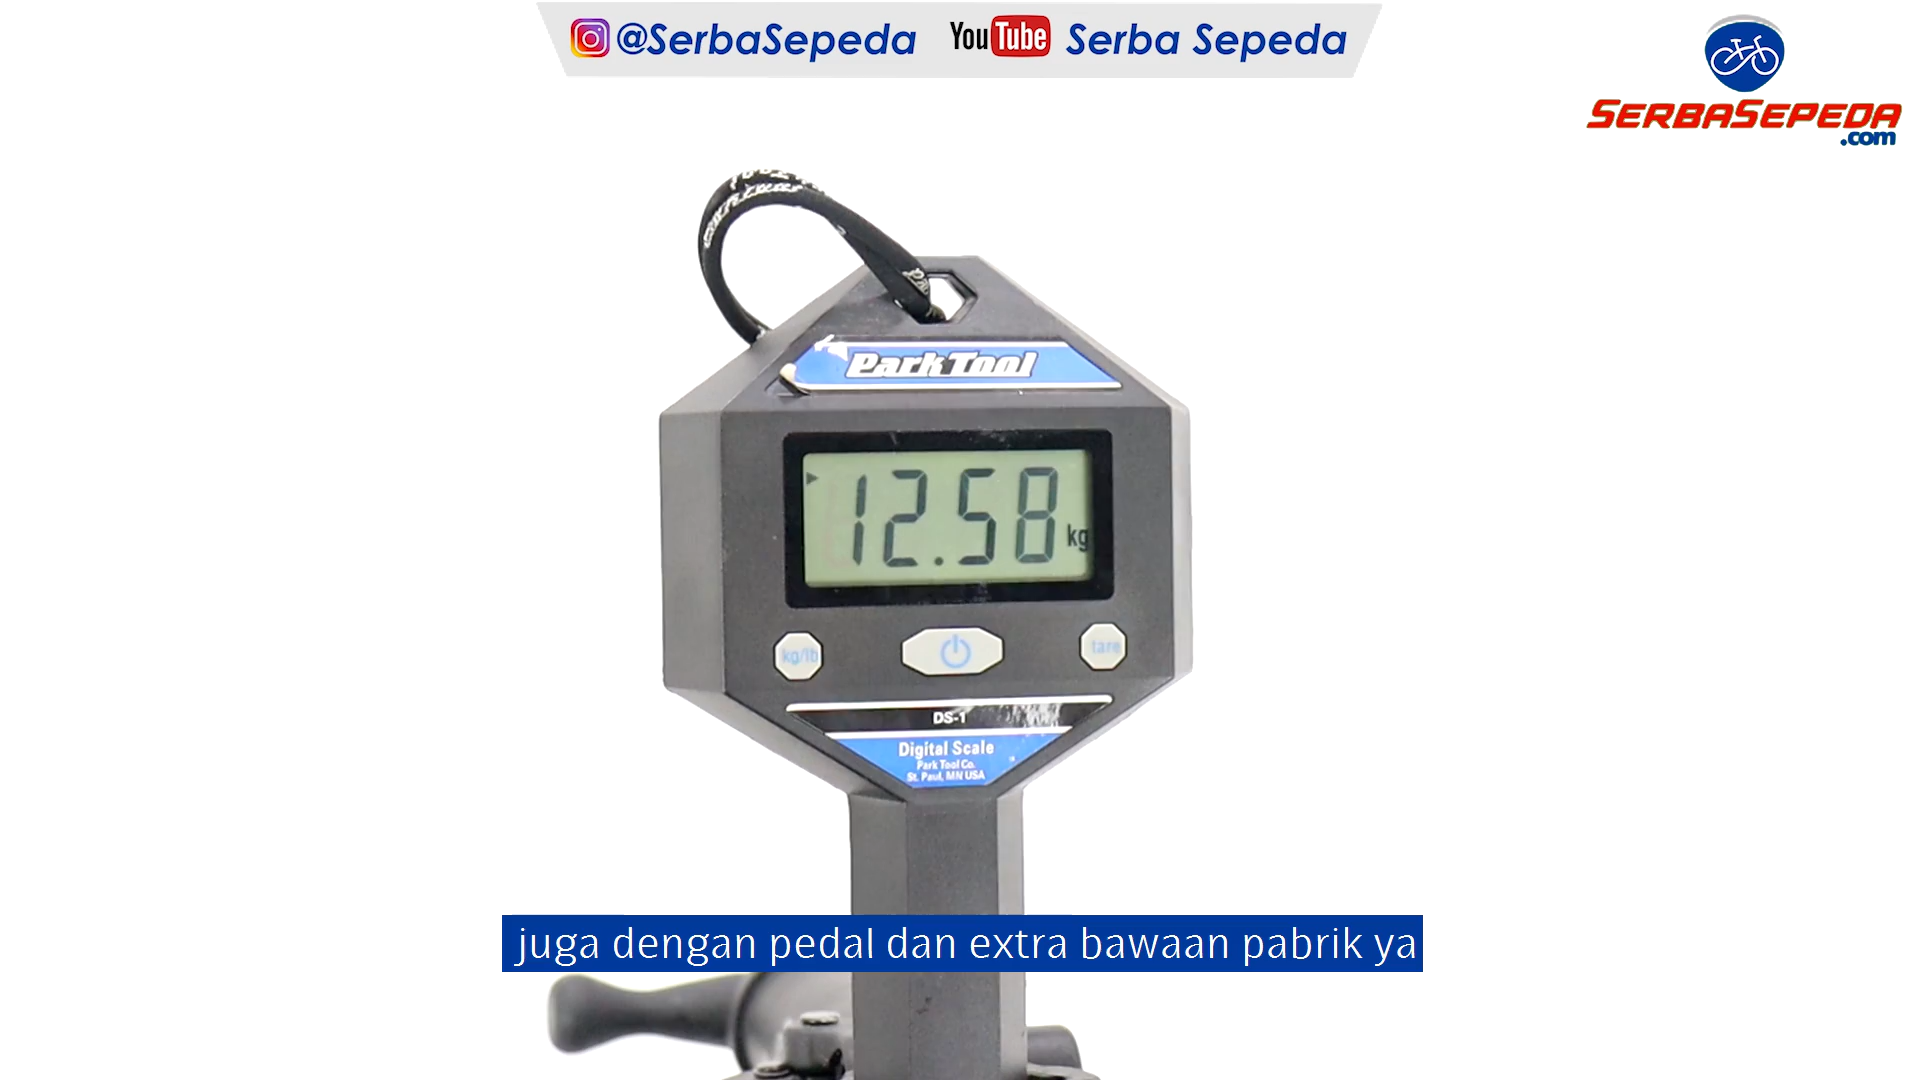 @SerbaSepeda YouTube Serba Sepeda
SERBASEPEDA
.com
Park Tool
12.58 kg
kg/lb
tare
DS-1
Digital Scale
Park Tool Co.
St. Paul, MN USA
juga dengan pedal dan extra bawaan pabrik ya